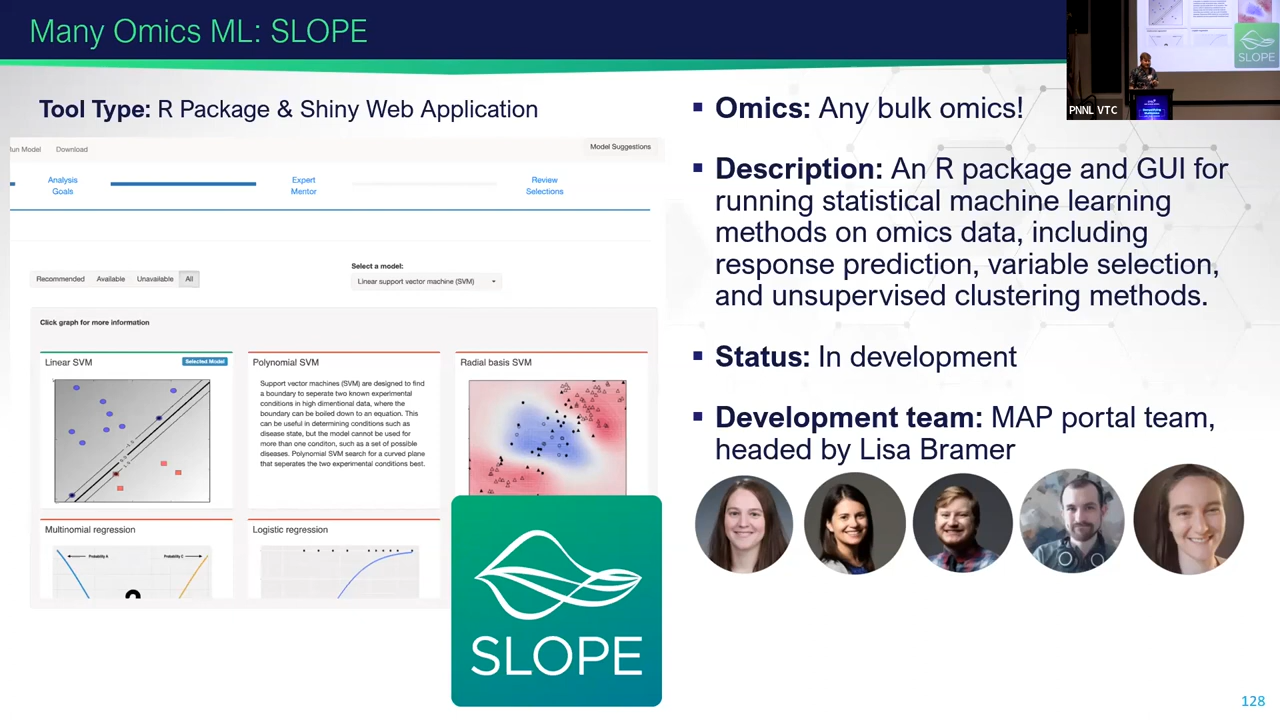 Many Omics ML: SLOPE
SLOPE
PNNL VTC
Tool Type: R Package & Shiny Web Application
Download
Model Suggestions
Analysis
Goals
Expert
Mentor
Review
Selections
Recommended Available Unavailable All
Select a model:
Linear support vector machine (SVM)
Click graph for more information
Linear SVM
Selected Model
Polynomial SVM
Support vector machines (SVM) are designed to find
a boundary to seperate two known experimental
conditions in high dimentional data, where the
boundary can be boiled down to an equation. This
can be useful in determining conditions such as
disease state, but the model cannot be used for
more than one conditon, such as a set of possible
diseases. Polynomial SVM search for a curved plane
that seperates the two experimental conditions best.
Radial basis SVM
Multinomial regression
Probability A
Probability C
Logistic regression
SLOPE
▪ Omics: Any bulk omics!
▪ Description: An R package and GUI for
running statistical machine learning
methods on omics data, including
response prediction, variable selection,
and unsupervised clustering methods.
▪ Status: In development
▪ Development team: MAP portal team,
headed by Lisa Bramer
128